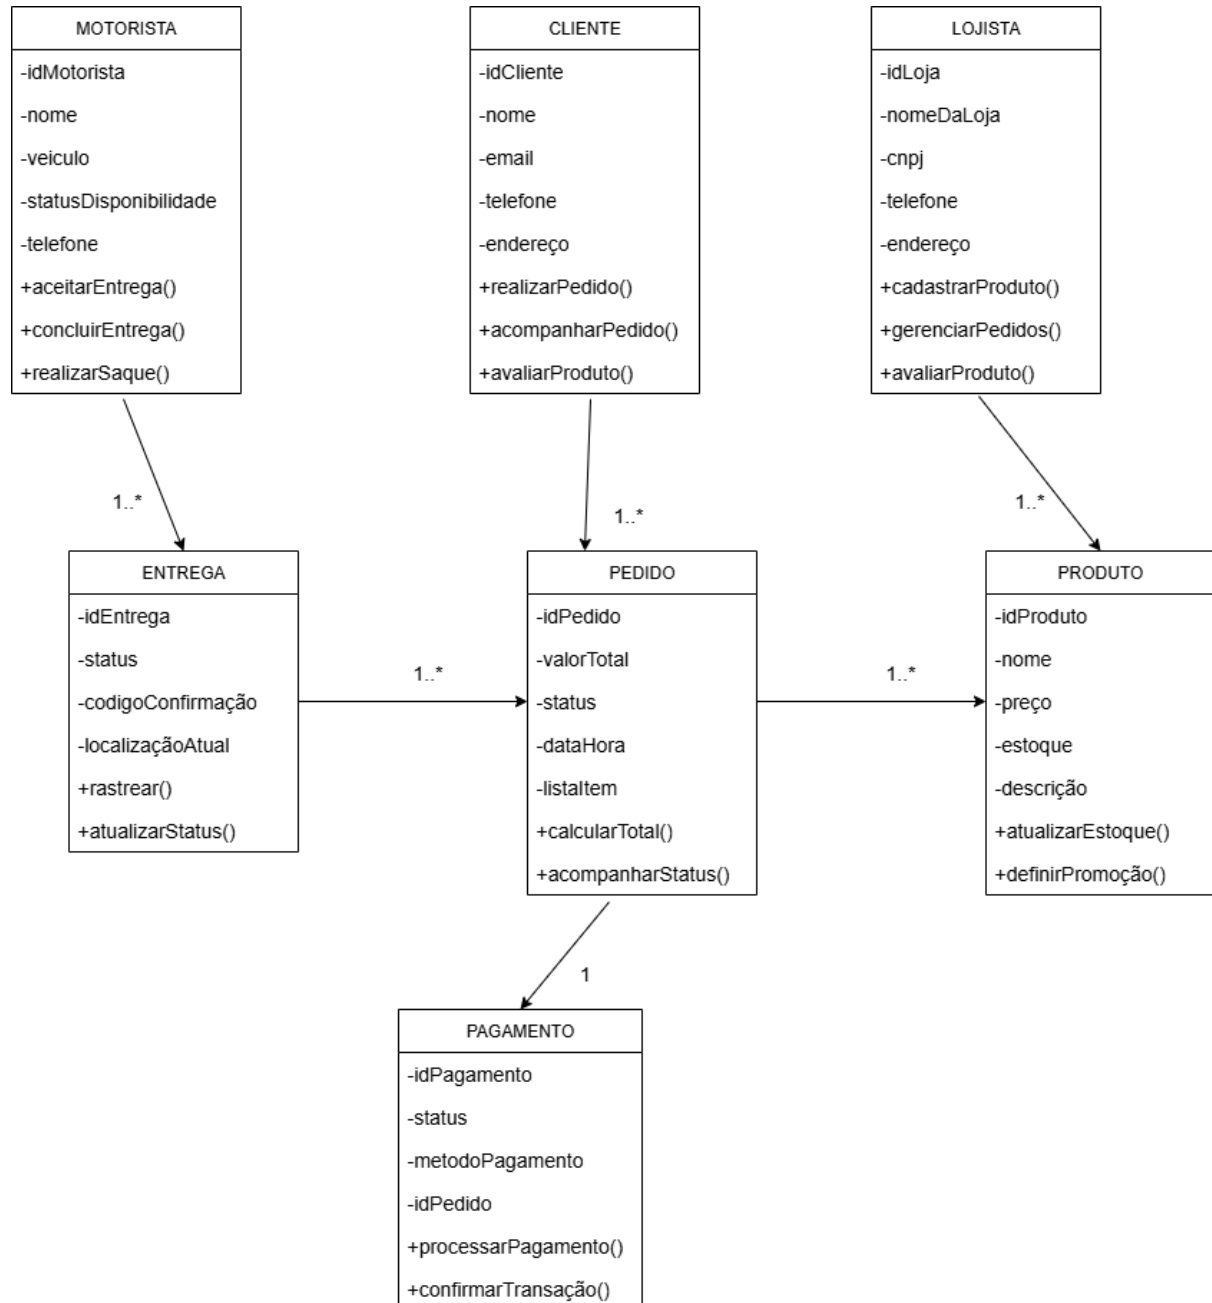 MOTORISTA
-idMotorista
-nome
-veiculo
-statusDisponibilidade
-telefone
+aceitarEntrega()
+concluirEntrega()
+realizarSaque()
CLIENTE
-idCliente
-nome
-email
-telefone
-endereço
+realizarPedido()
+acompanharPedido()
+avaliarProduto()
LOJISTA
-idLoja
-nomeDaLoja
-cnpj
-telefone
-endereço
+cadastrarProduto()
+gerenciarPedidos()
+avaliarProduto()
1..*
1..*
1..*
ENTREGA
-idEntrega
-status
-codigoConfirmação
-localizaçãoAtual
+rastrear()
+atualizarStatus()
1..*
PEDIDO
-idPedido
-valorTotal
-status
-dataHora
-listaItem
+calcularTotal()
+acompanharStatus()
1..*
PRODUTO
-idProduto
-nome
-preço
-estoque
-descrição
+atualizarEstoque()
+definirPromoção()
1
PAGAMENTO
-idPagamento
-status
-metodoPagamento
-idPedido
+processarPagamento()
+confirmarTransação()